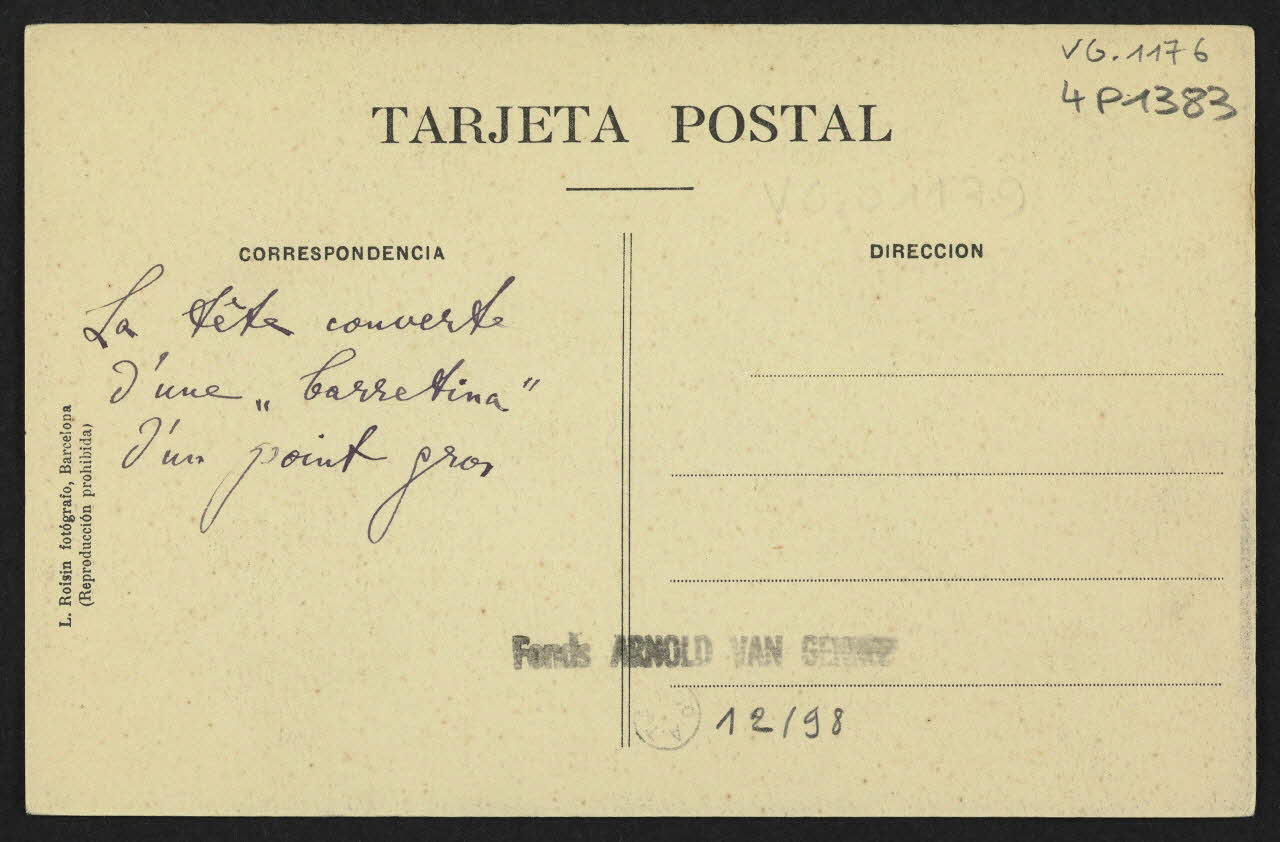 VG.1176
4P1383
TARJETA POSTAL
CORRESPONDENCIA
DIRECCION
La tête couverte
d'une „barretina"
d'un point gros
L. Roisin fotógrafo, Barcelona
(Reproducción prohibida)
Fonds ARNOLD VAN
12/98